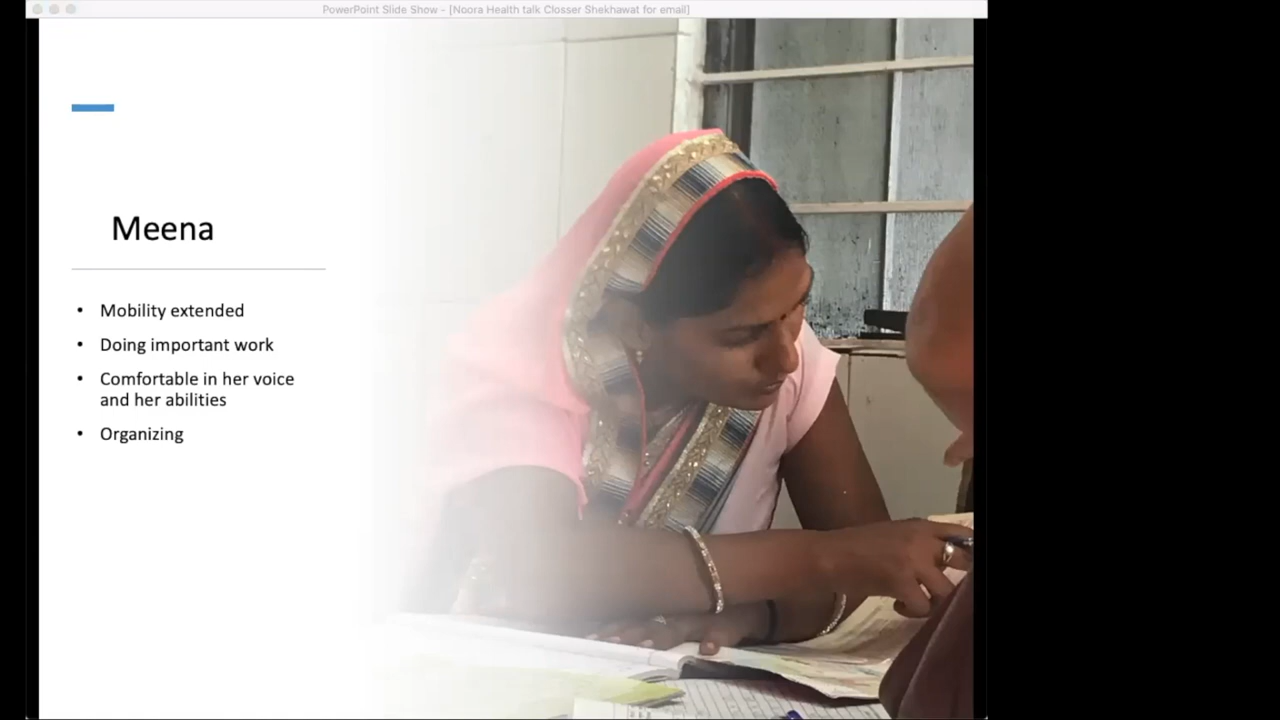 PowerPoint Slide Show - [Noora Health talk Closser Shekhawat for email]
Meena
• Mobility extended
• Doing important work
• Comfortable in her voice
and her abilities
• Organizing